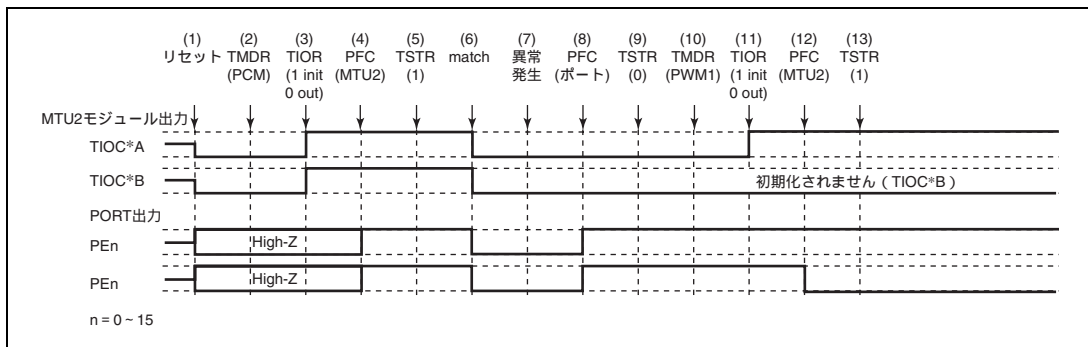 (1) (2) (3) (4) (5) (6) (7) (8) (9) (10) (11) (12) (13)
リセット TMDR TIOR PFC TSTR match 異常 PFC TSTR TMDR TIOR PFC TSTR
(PCM) (1 init (MTU2) (1) 発生 (ポート) (0) (PWM1) (1 init (MTU2) (1)
0 out) 0 out)
MTU2モジュール出力
TIOC*A
TIOC*B 初期化されません（TIOC*B）
PORT出力
PEn High-Z
PEn High-Z
n = 0 ~ 15